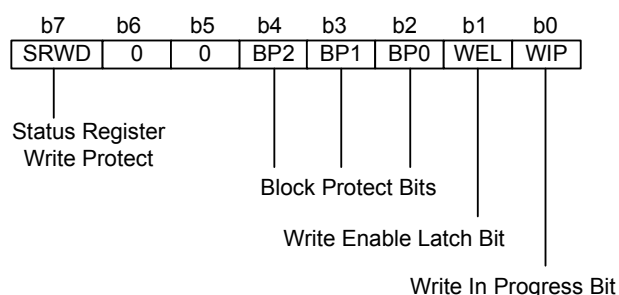 b7 b6 b5 b4 b3 b2 b1 b0
SRWD 0 0 BP2 BP1 BP0 WEL WIP
Status Register
Write Protect
Block Protect Bits
Write Enable Latch Bit
Write In Progress Bit